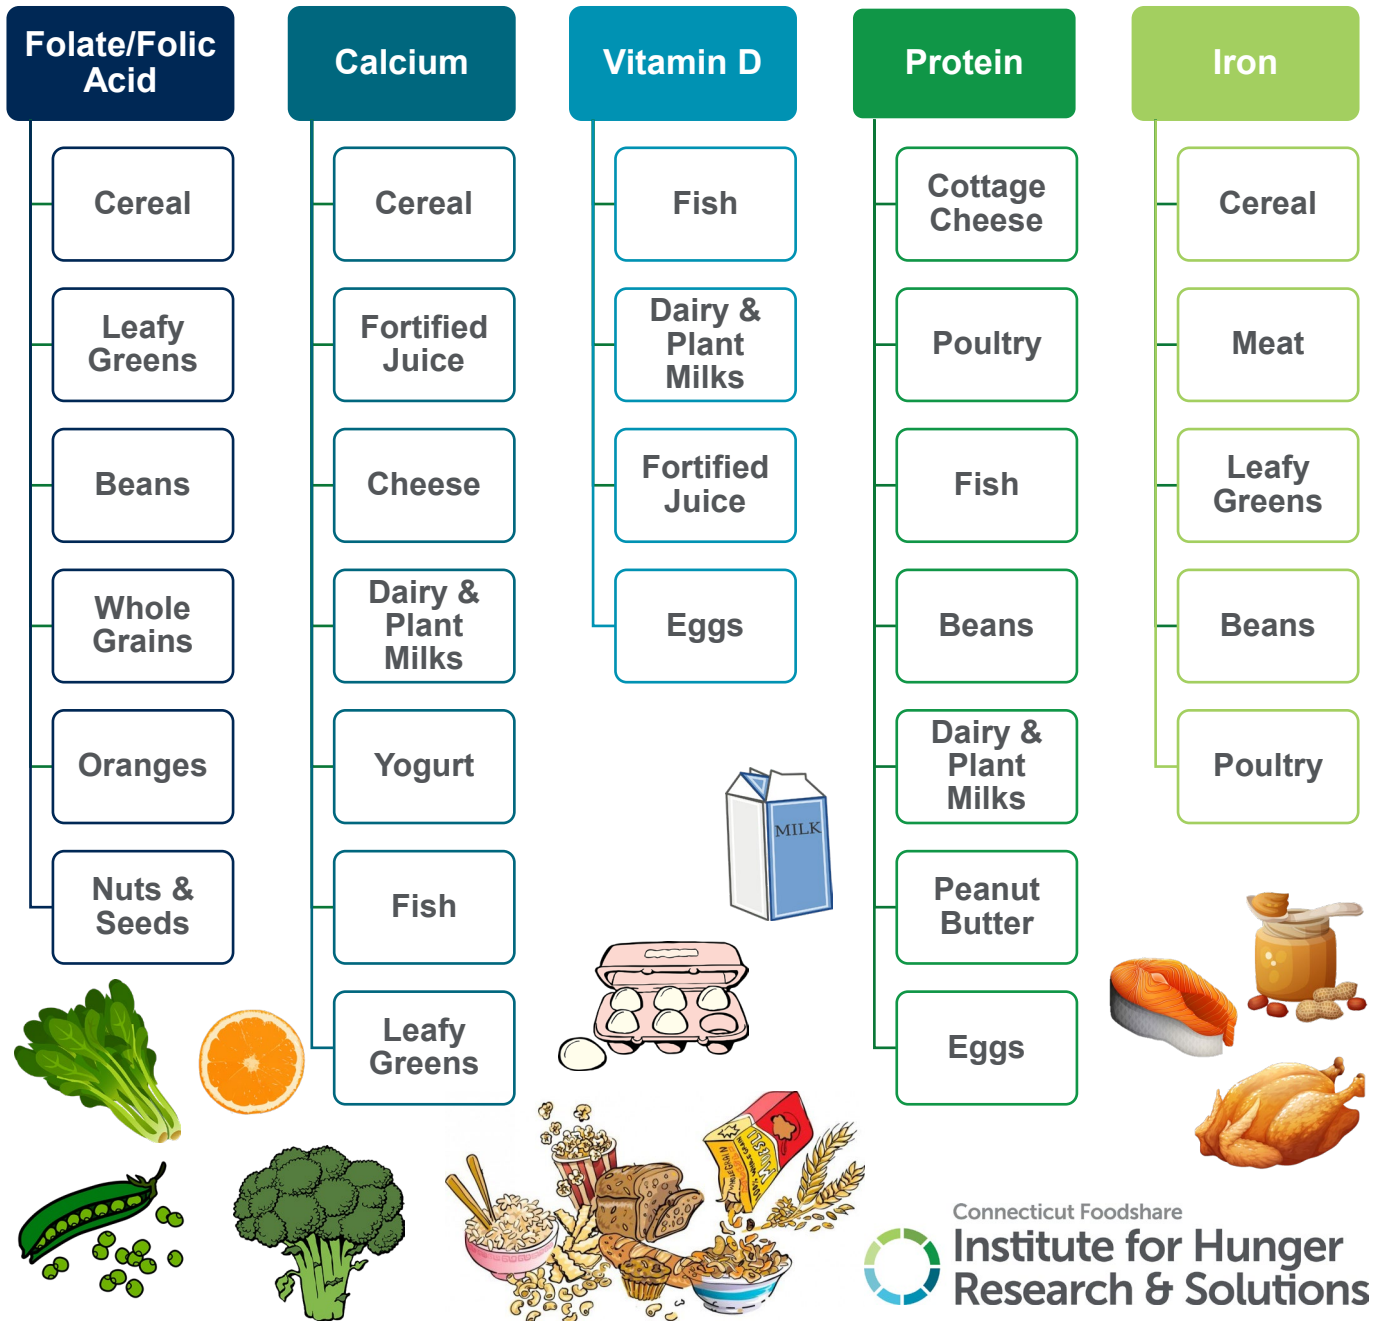 Folate/Folic
Acid
Cereal
Leafy
Greens
Beans
Whole
Grains
Oranges
Nuts &
Seeds
Calcium
Cereal
Fortified
Juice
Cheese
Dairy &
Plant
Milks
Yogurt
Fish
Leafy
Greens
Vitamin D
Fish
Dairy &
Plant
Milks
Fortified
Juice
Eggs
Protein
Cottage
Cheese
Poultry
Fish
Beans
Dairy &
Plant
Milks
Peanut
Butter
Eggs
Iron
Cereal
Meat
Leafy
Greens
Beans
Poultry
MILK
MUESLI
Connecticut Foodshare
Institute for Hunger
Research & Solutions